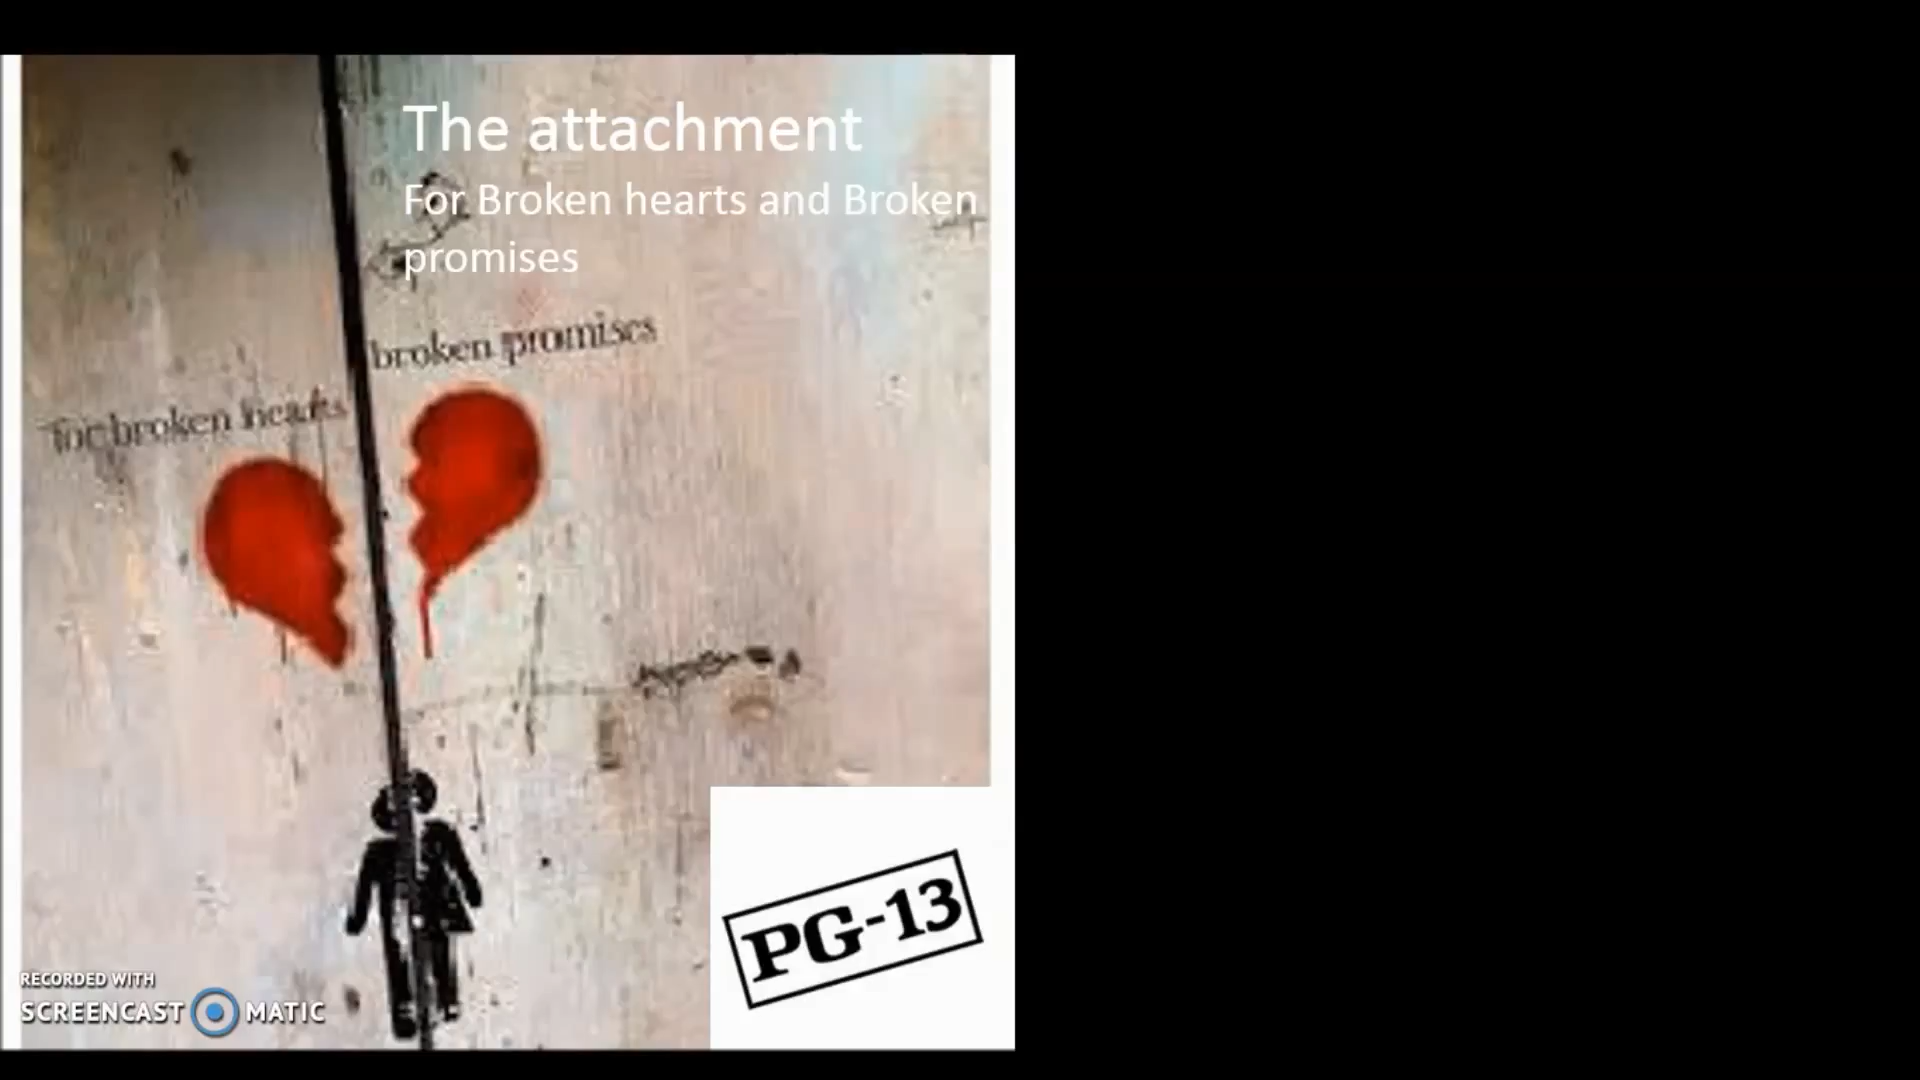 The attachment
For Broken hearts and Broken
promises
broken promises
for broken hearts
PG-13
RECORDED WITH
SCREENCAST MATIC